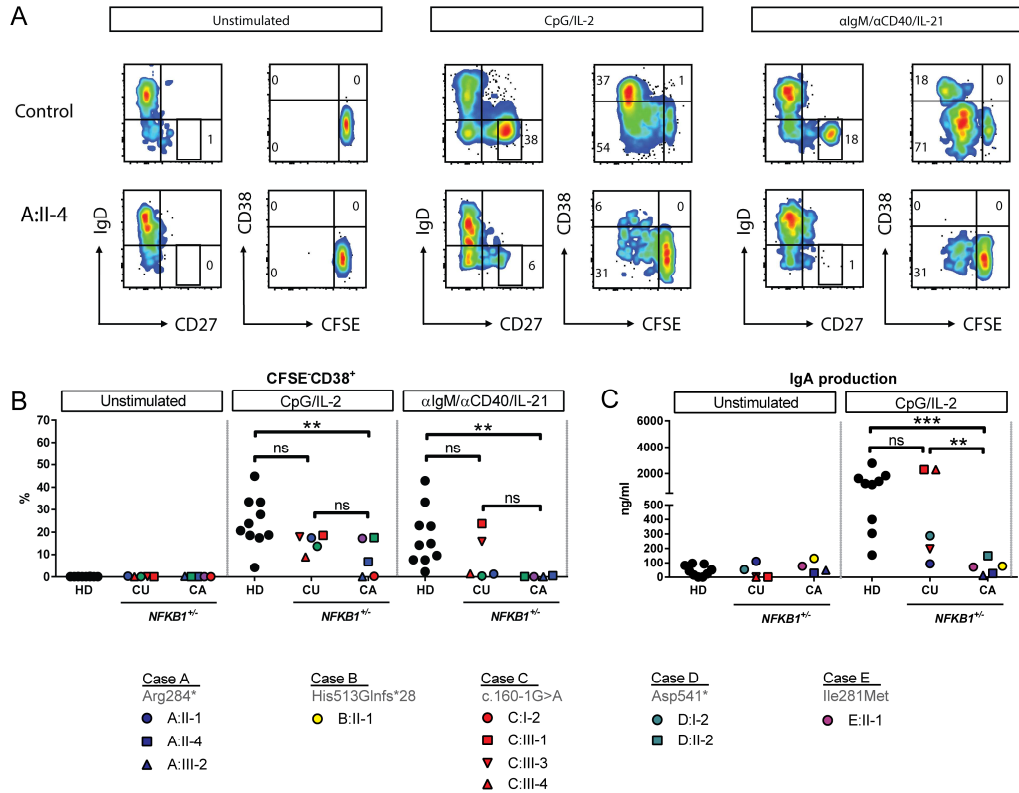 A
Unstimulated
CpG/IL-2
αIgM/αCD40/IL-21
Control
1
0 0
0
38
37 1
54
18
18 0
71
A:II-4
IgD
CD38
IgD
CD38
IgD
CD38
0
0 0
0
6
6 0
31
1
0 0
31
CD27 CFSE CD27 CFSE CD27 CFSE
B
CFSE-CD38+
Unstimulated
CpG/IL-2
αIgM/αCD40/IL-21
70
60
50
40
30
20
10
0
%
** **
ns ns
ns ns
HD CU CA HD CU CA HD CU CA
NFKB1+/- NFKB1+/- NFKB1+/-
C
IgA production
Unstimulated
CpG/IL-2
6000
4000
2000
500
400
300
200
100
0
ng/ml
***
ns **
HD CU CA HD CU CA
NFKB1+/- NFKB1+/-
Case A Case B Case C Case D Case E
Arg284* His513Glnfs*28 c.160-1G>A Asp541* Ile281Met
A:II-1 B:II-1 C:I-2 D:I-2 E:II-1
A:II-4 C:III-1 D:II-2
A:III-2 C:III-3
C:III-4